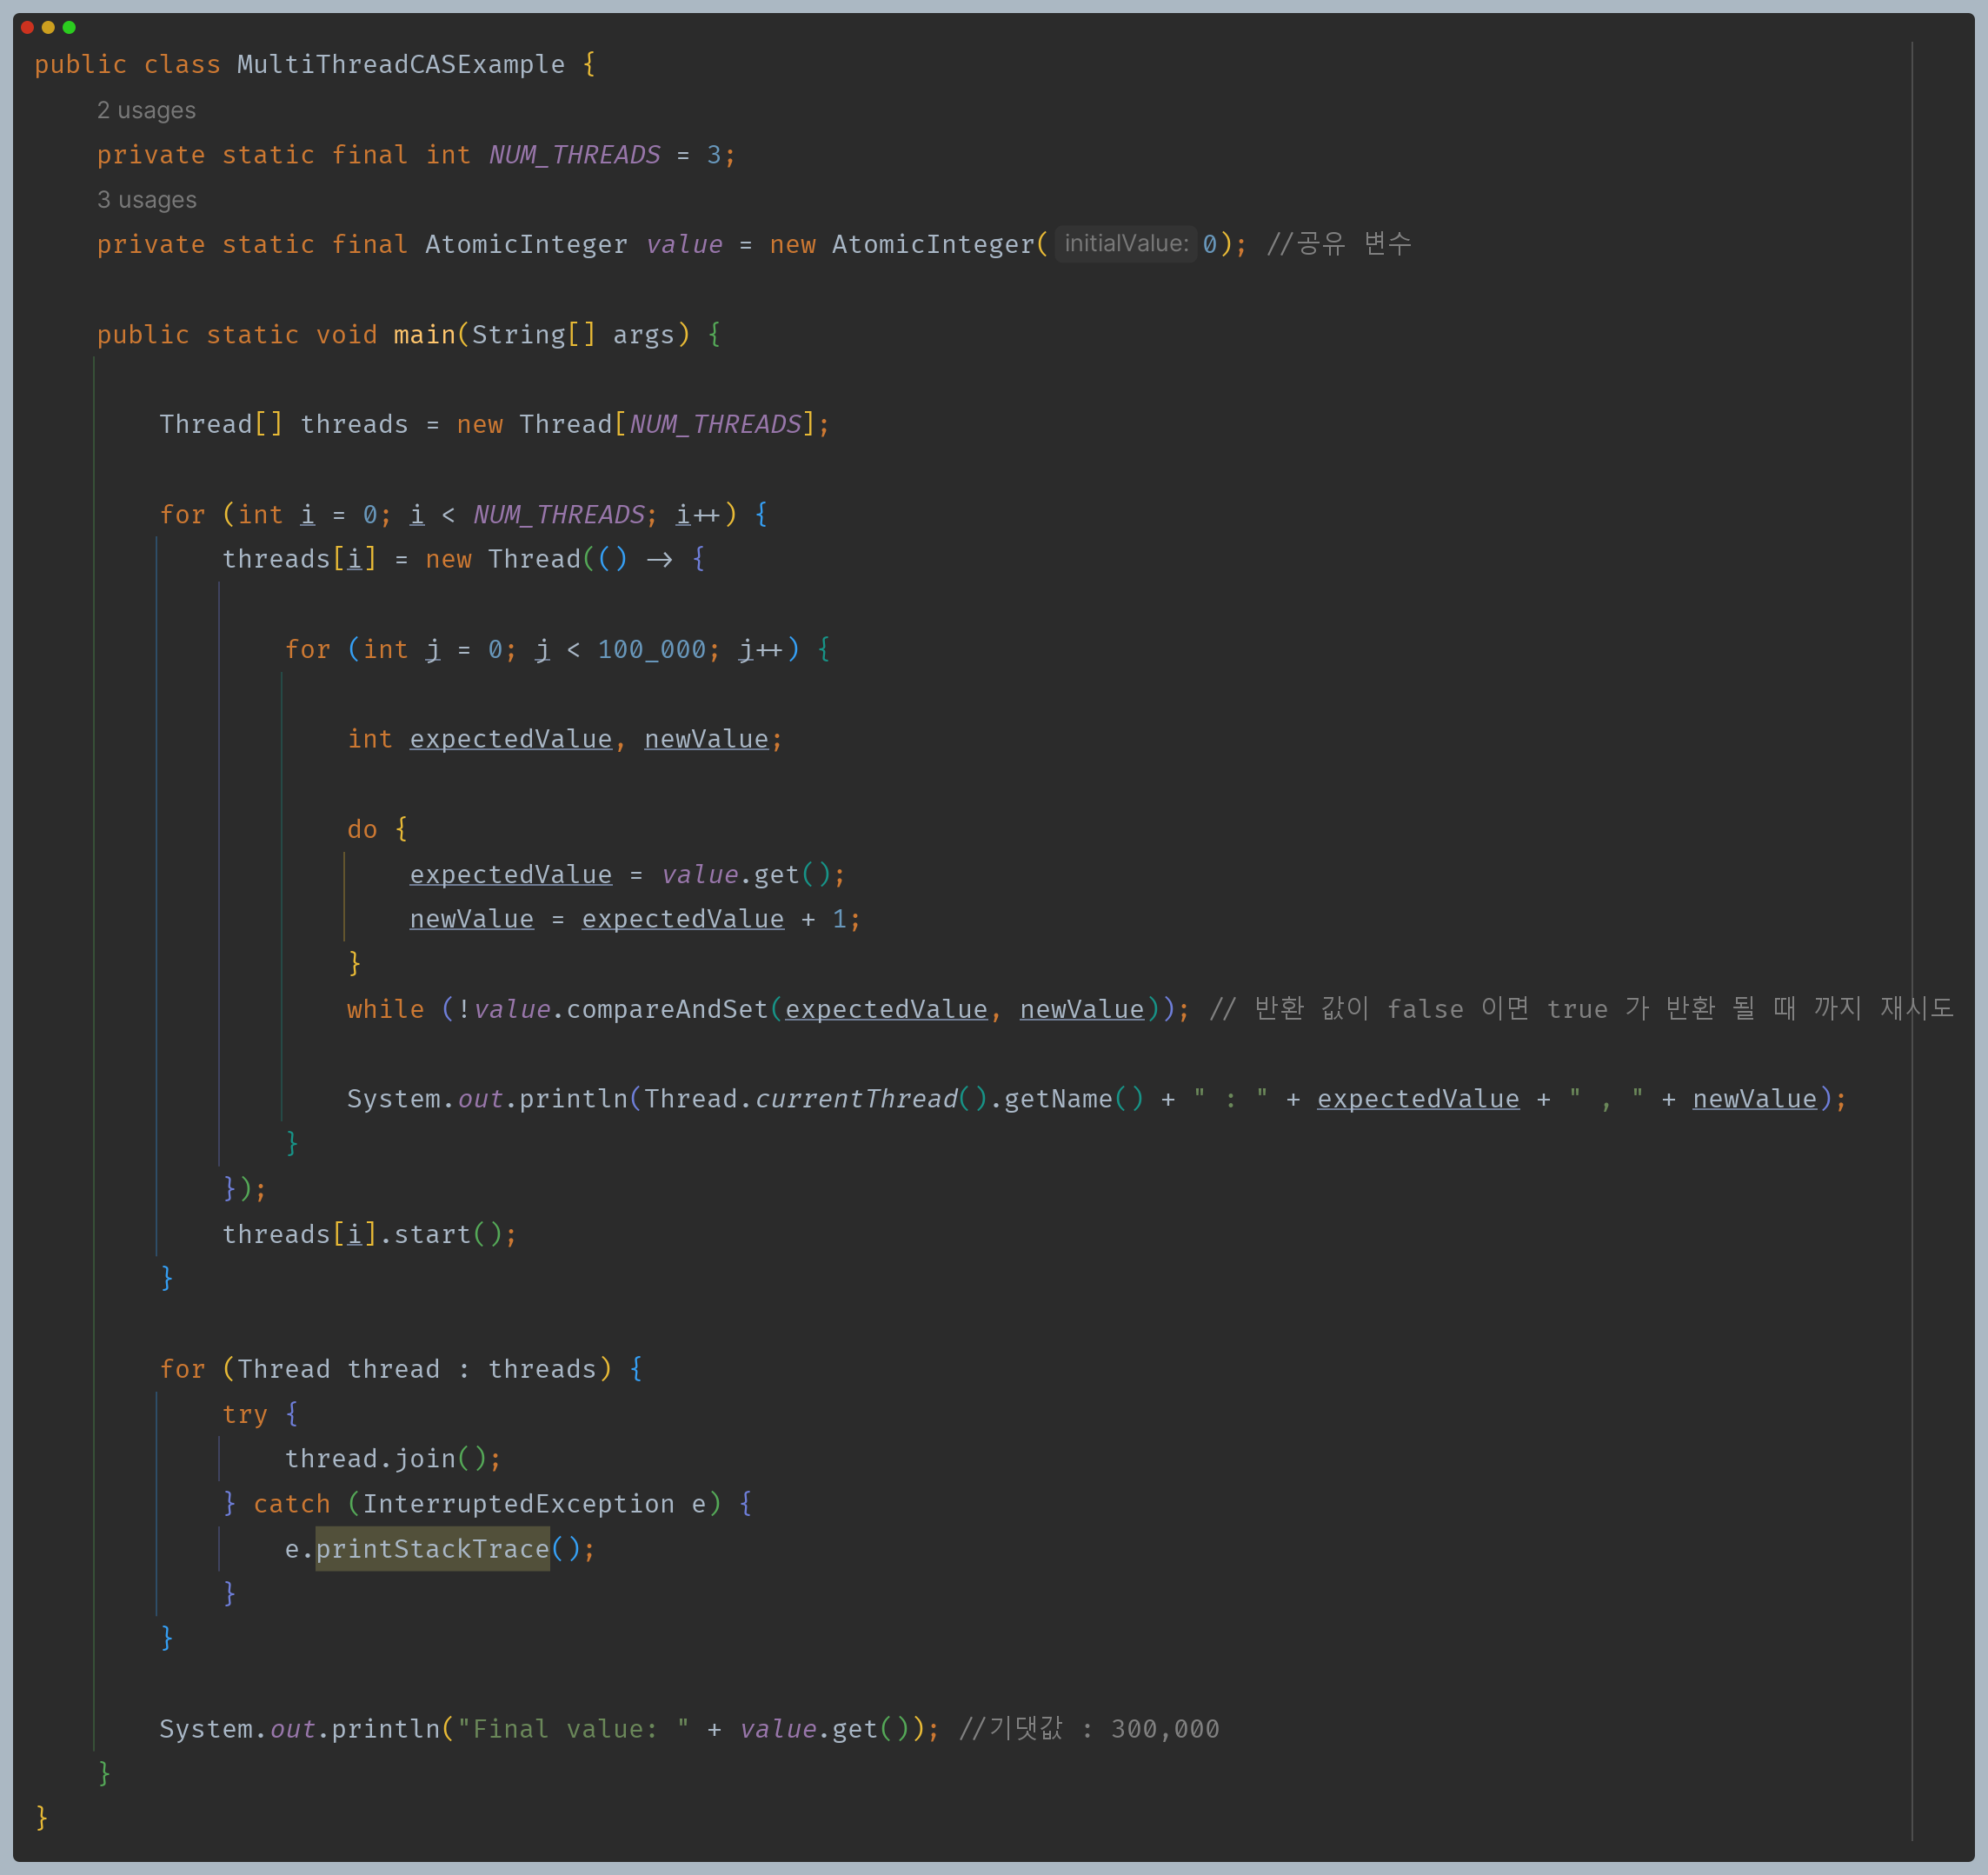 public class MultiThreadCASExample {
2 usages
private static final int NUM_THREADS = 3;
3 usages
private static final AtomicInteger value = new AtomicInteger( initialValue: 0); //공유 변수
public static void main(String[] args) {
Thread[] threads = new Thread[NUM_THREADS];
for (int i = 0; i < NUM_THREADS; i++) {
threads[i] = new Thread(() -> {
for (int j = 0; j < 100_000; j++) {
int expectedValue, newValue;
do {
expectedValue = value.get();
newValue = expectedValue + 1;
}
while (!value.compareAndSet(expectedValue, newValue)); // 반환 값이 false 이면 true 가 반환 될 때 까지 재시도
System.out.println(Thread.currentThread().getName() + " : " + expectedValue + " , " + newValue);
}
});
threads[i].start();
}
for (Thread thread : threads) {
try {
thread.join();
} catch (InterruptedException e) {
e.printStackTrace();
}
}
System.out.println("Final value: " + value.get()); //기댓값 : 300,000
}
}